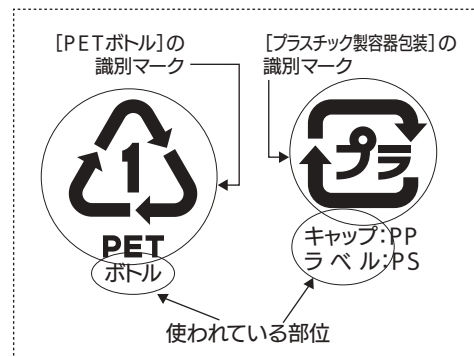 [PETボトル]の
識別マーク
[プラスチック製容器包装]の
識別マーク
1
PET
ボトル
プラ
キャップ:PP
ラベル:PS
使われている部位